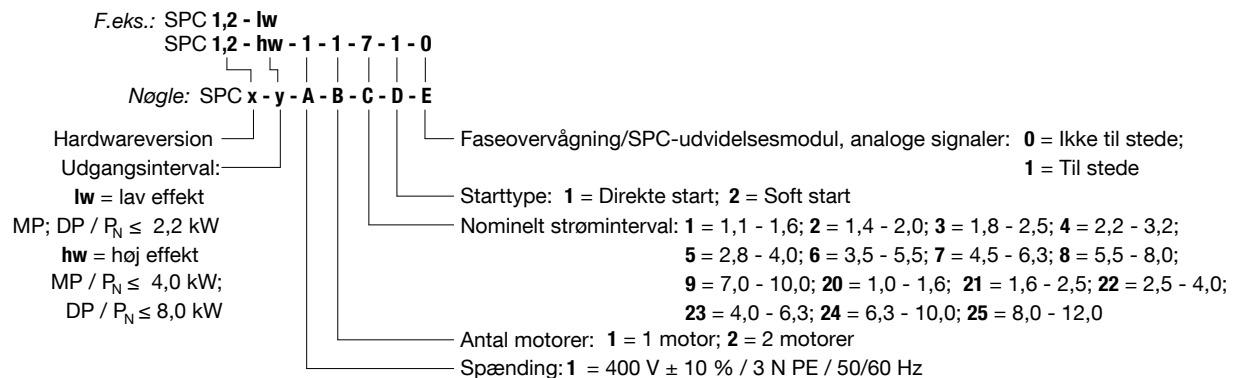 F.eks.: SPC 1,2 - lw
SPC 1,2 - hw - 1 - 1 - 7 - 1 - 0
Nøgle: SPC x - y - A - B - C - D - E
Hardwareversion
Udgangsinterval:
lw = lav effekt
MP; DP / PN ≤ 2,2 kW
hw = høj effekt
MP / PN ≤ 4,0 kW;
DP / PN ≤ 8,0 kW
Faseovervågning/SPC-udvidelsesmodul, analoge signaler: 0 = Ikke til stede;
1 = Til stede
Starttype: 1 = Direkte start; 2 = Soft start
Nominelt strøminterval: 1 = 1,1 - 1,6; 2 = 1,4 - 2,0; 3 = 1,8 - 2,5; 4 = 2,2 - 3,2;
5 = 2,8 - 4,0; 6 = 3,5 - 5,5; 7 = 4,5 - 6,3; 8 = 5,5 - 8,0;
9 = 7,0 - 10,0; 20 = 1,0 - 1,6; 21 = 1,6 - 2,5; 22 = 2,5 - 4,0;
23 = 4,0 - 6,3; 24 = 6,3 - 10,0; 25 = 8,0 - 12,0
Antal motorer: 1 = 1 motor; 2 = 2 motorer
Spænding: 1 = 400 V ± 10 % / 3 N PE / 50/60 Hz